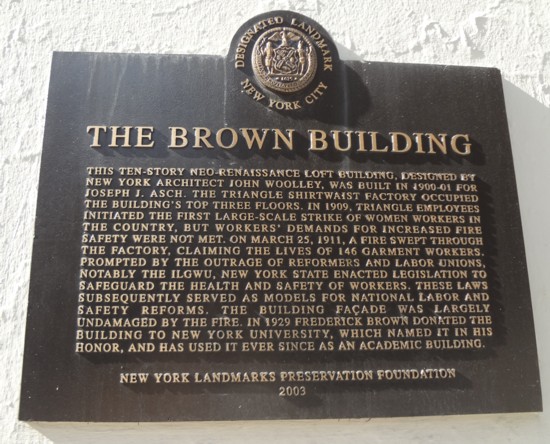 DESIGNATED LANDMARK
NEW YORK CITY
THE BROWN BUILDING
THIS TEN-STORY NEO-RENAISSANCE LOFT BUILDING, DESIGNED BY
NEW YORK ARCHITECT JOHN WOOLLEY, WAS BUILT IN 1900-01 FOR
JOSEPH J. ASCH. THE TRIANGLE SHIRTWAIST FACTORY OCCUPIED
THE BUILDING'S TOP THREE FLOORS. IN 1909, TRIANGLE EMPLOYEES
INITIATED THE FIRST LARGE-SCALE STRIKE OF WOMEN WORKERS IN
THE COUNTRY, BUT WORKERS' DEMANDS FOR INCREASED FIRE
SAFETY WERE NOT MET. ON MARCH 25, 1911, A FIRE SWEPT THROUGH
THE FACTORY, CLAIMING THE LIVES OF 146 GARMENT WORKERS.
PROMPTED BY THE OUTRAGE OF REFORMERS AND LABOR UNIONS,
NOTABLY THE ILGWU, NEW YORK STATE ENACTED LEGISLATION TO
SAFEGUARD THE HEALTH AND SAFETY OF WORKERS. THESE LAWS
SUBSEQUENTLY SERVED AS MODELS FOR NATIONAL LABOR AND
SAFETY REFORMS. THE BUILDING FAÇADE WAS LARGELY
UNDAMAGED BY THE FIRE. IN 1929 FREDERICK BROWN DONATED THE
BUILDING TO NEW YORK UNIVERSITY, WHICH NAMED IT IN HIS
HONOR, AND HAS USED IT EVER SINCE AS AN ACADEMIC BUILDING.
NEW YORK LANDMARKS PRESERVATION FOUNDATION
2003